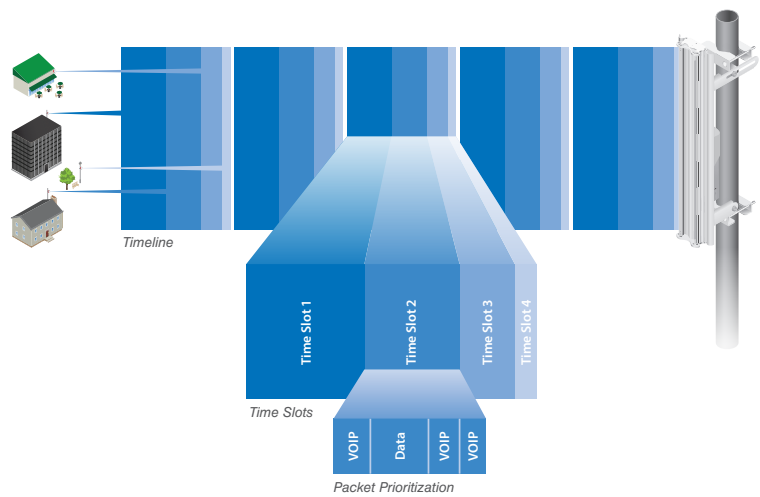 Timeline
Time Slot 1
Time Slot 2
Time Slot 3
Time Slot 4
Time Slots
VOIP
Data
VOIP
VOIP
Packet Prioritization